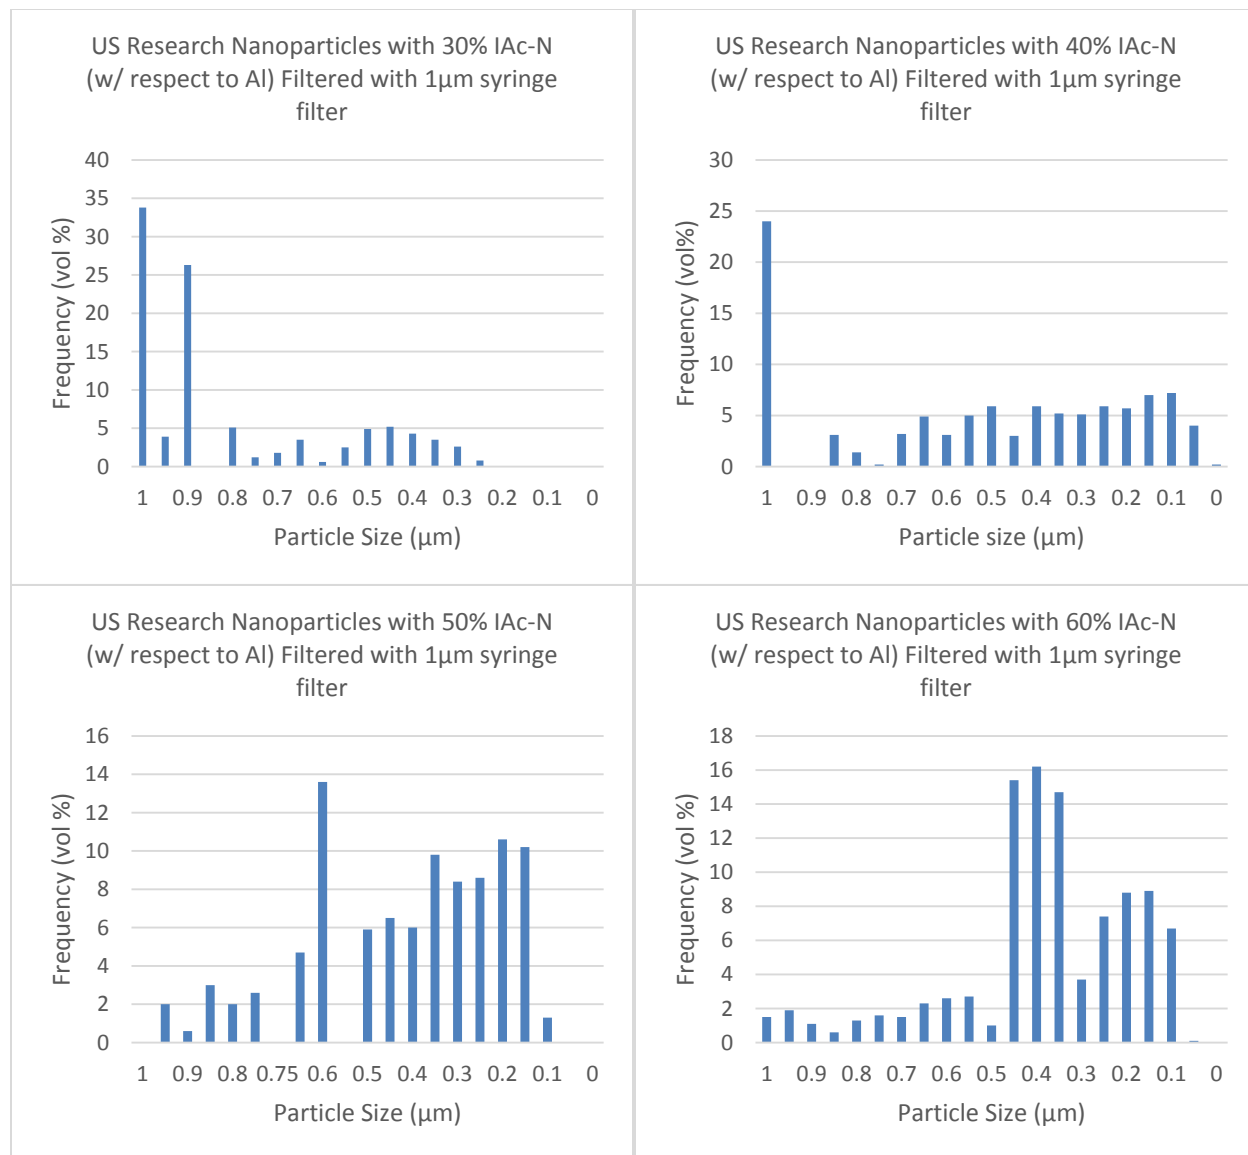 US Research Nanoparticles with 30% IAc-N
(w/ respect to Al) Filtered with 1µm syringe
filter
40
35
30
25
20
15
10
5
0
Frequency (vol %)
1 0.9 0.8 0.7 0.6 0.5 0.4 0.3 0.2 0.1 0
Particle Size (µm)
US Research Nanoparticles with 40% IAc-N
(w/ respect to Al) Filtered with 1µm syringe
filter
30
25
20
15
10
5
0
Frequency (vol%)
1 0.9 0.8 0.7 0.6 0.5 0.4 0.3 0.2 0.1 0
Particle size (µm)
US Research Nanoparticles with 50% IAc-N
(w/ respect to Al) Filtered with 1µm syringe
filter
16
14
12
10
8
6
4
2
0
Frequency (vol %)
1 0.9 0.8 0.75 0.6 0.5 0.4 0.3 0.2 0.1 0
Particle Size (µm)
US Research Nanoparticles with 60% IAc-N
(w/ respect to Al) Filtered with 1µm syringe
filter
18
16
14
12
10
8
6
4
2
0
Frequency (vol %)
1 0.9 0.8 0.7 0.6 0.5 0.4 0.3 0.2 0.1 0
Particle Size (µm)